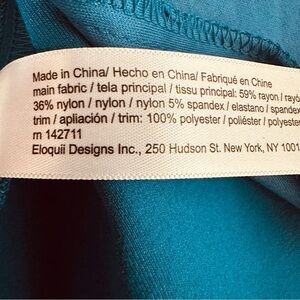 Made in China/ Hecho en China/ Fabriqué en Chine
main fabric / tela principal / tissu principal: 59% rayon /
36% nylon / nylon / nylon 5% spandex / elastano / spandex
trim / apliación / trim: 100% polyester / poliéster /
rn 142711
Eloquii Designs Inc., 250 Hudson St. New York, NY 1001